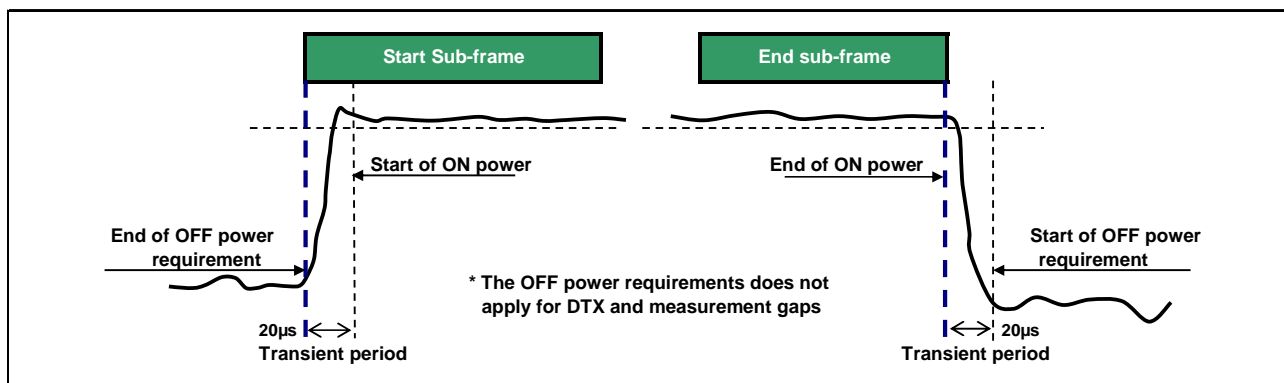 Start Sub-frame
End sub-frame
Start of ON power
End of ON power
End of OFF power
requirement
Start of OFF power
requirement
* The OFF power requirements does not
apply for DTX and measurement gaps
20µs
Transient period
20µs
Transient period